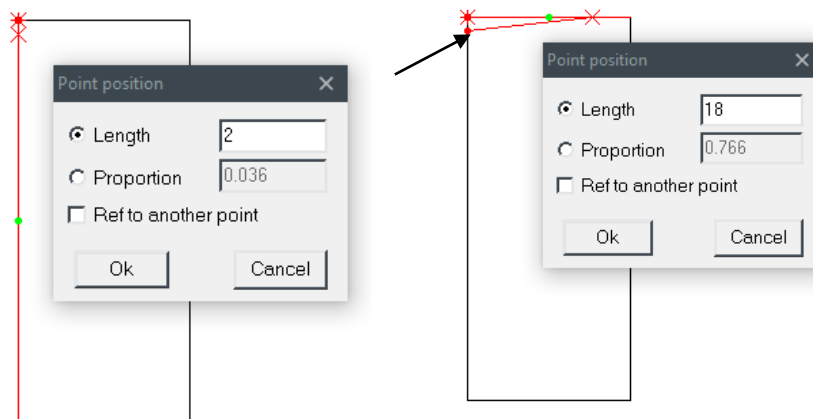 Point position
Length 2
Proportion 0.036
Ref to another point
Ok Cancel
Point position
Length 18
Proportion 0.766
Ref to another point
Ok Cancel